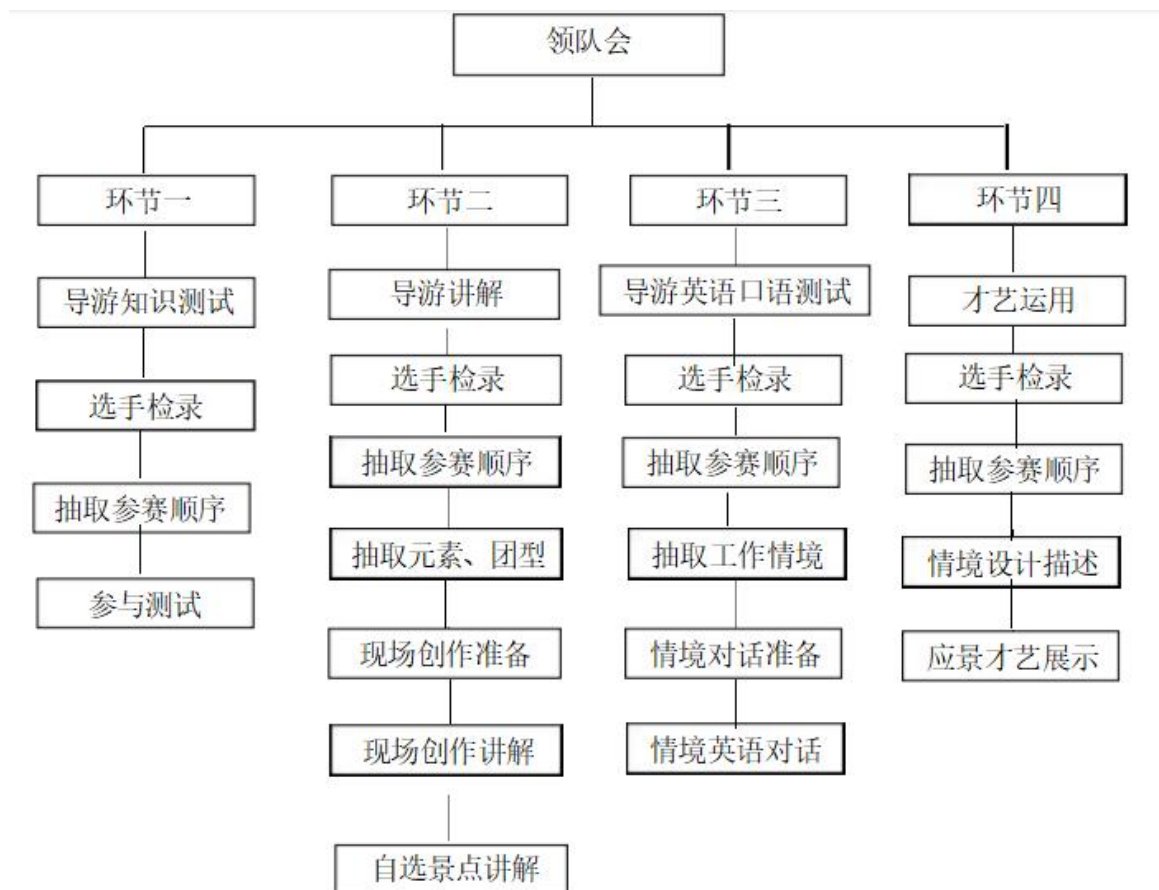 领队会
环节一
环节二
环节三
环节四
导游知识测试
导游讲解
导游英语口语测试
才艺运用
选手检录
选手检录
选手检录
选手检录
抽取参赛顺序
抽取参赛顺序
抽取参赛顺序
抽取参赛顺序
参与测试
抽取元素、团型
抽取工作情境
情境设计描述
现场创作准备
情境对话准备
应景才艺展示
现场创作讲解
情境英语对话
自选景点讲解